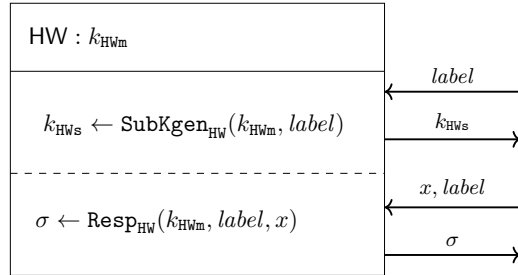 HW : k_HWm
label
k_HWs ← SubKgen_HW(k_HWm, label)
k_HWs
x, label
σ ← Resp_HW(k_HWm, label, x)
σ